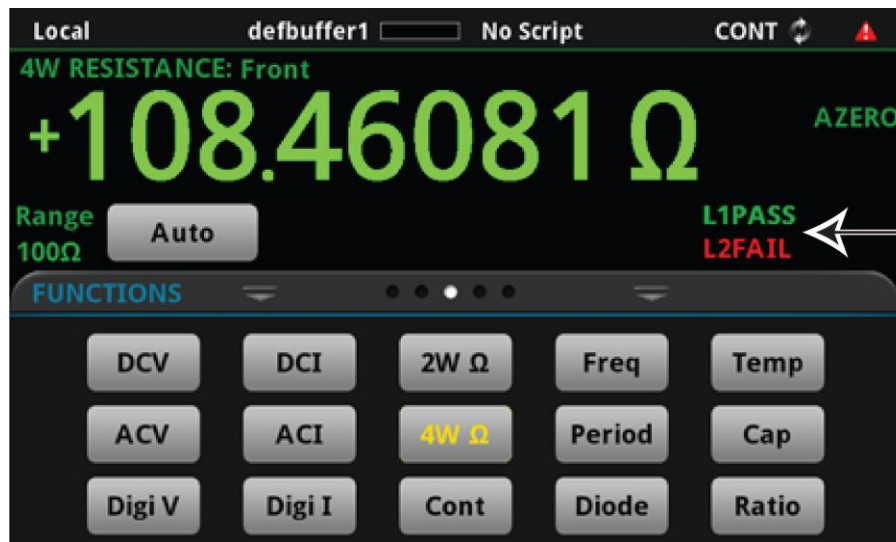 Local defbuffer1 No Script CONT
4W RESISTANCE: Front
+108.46081 Ω
AZERO
Range
100Ω
Auto
L1PASS
L2FAIL
FUNCTIONS
DCV DCI 2W Ω Freq Temp
ACV ACI 4W Ω Period Cap
Digi V Digi I Cont Diode Ratio